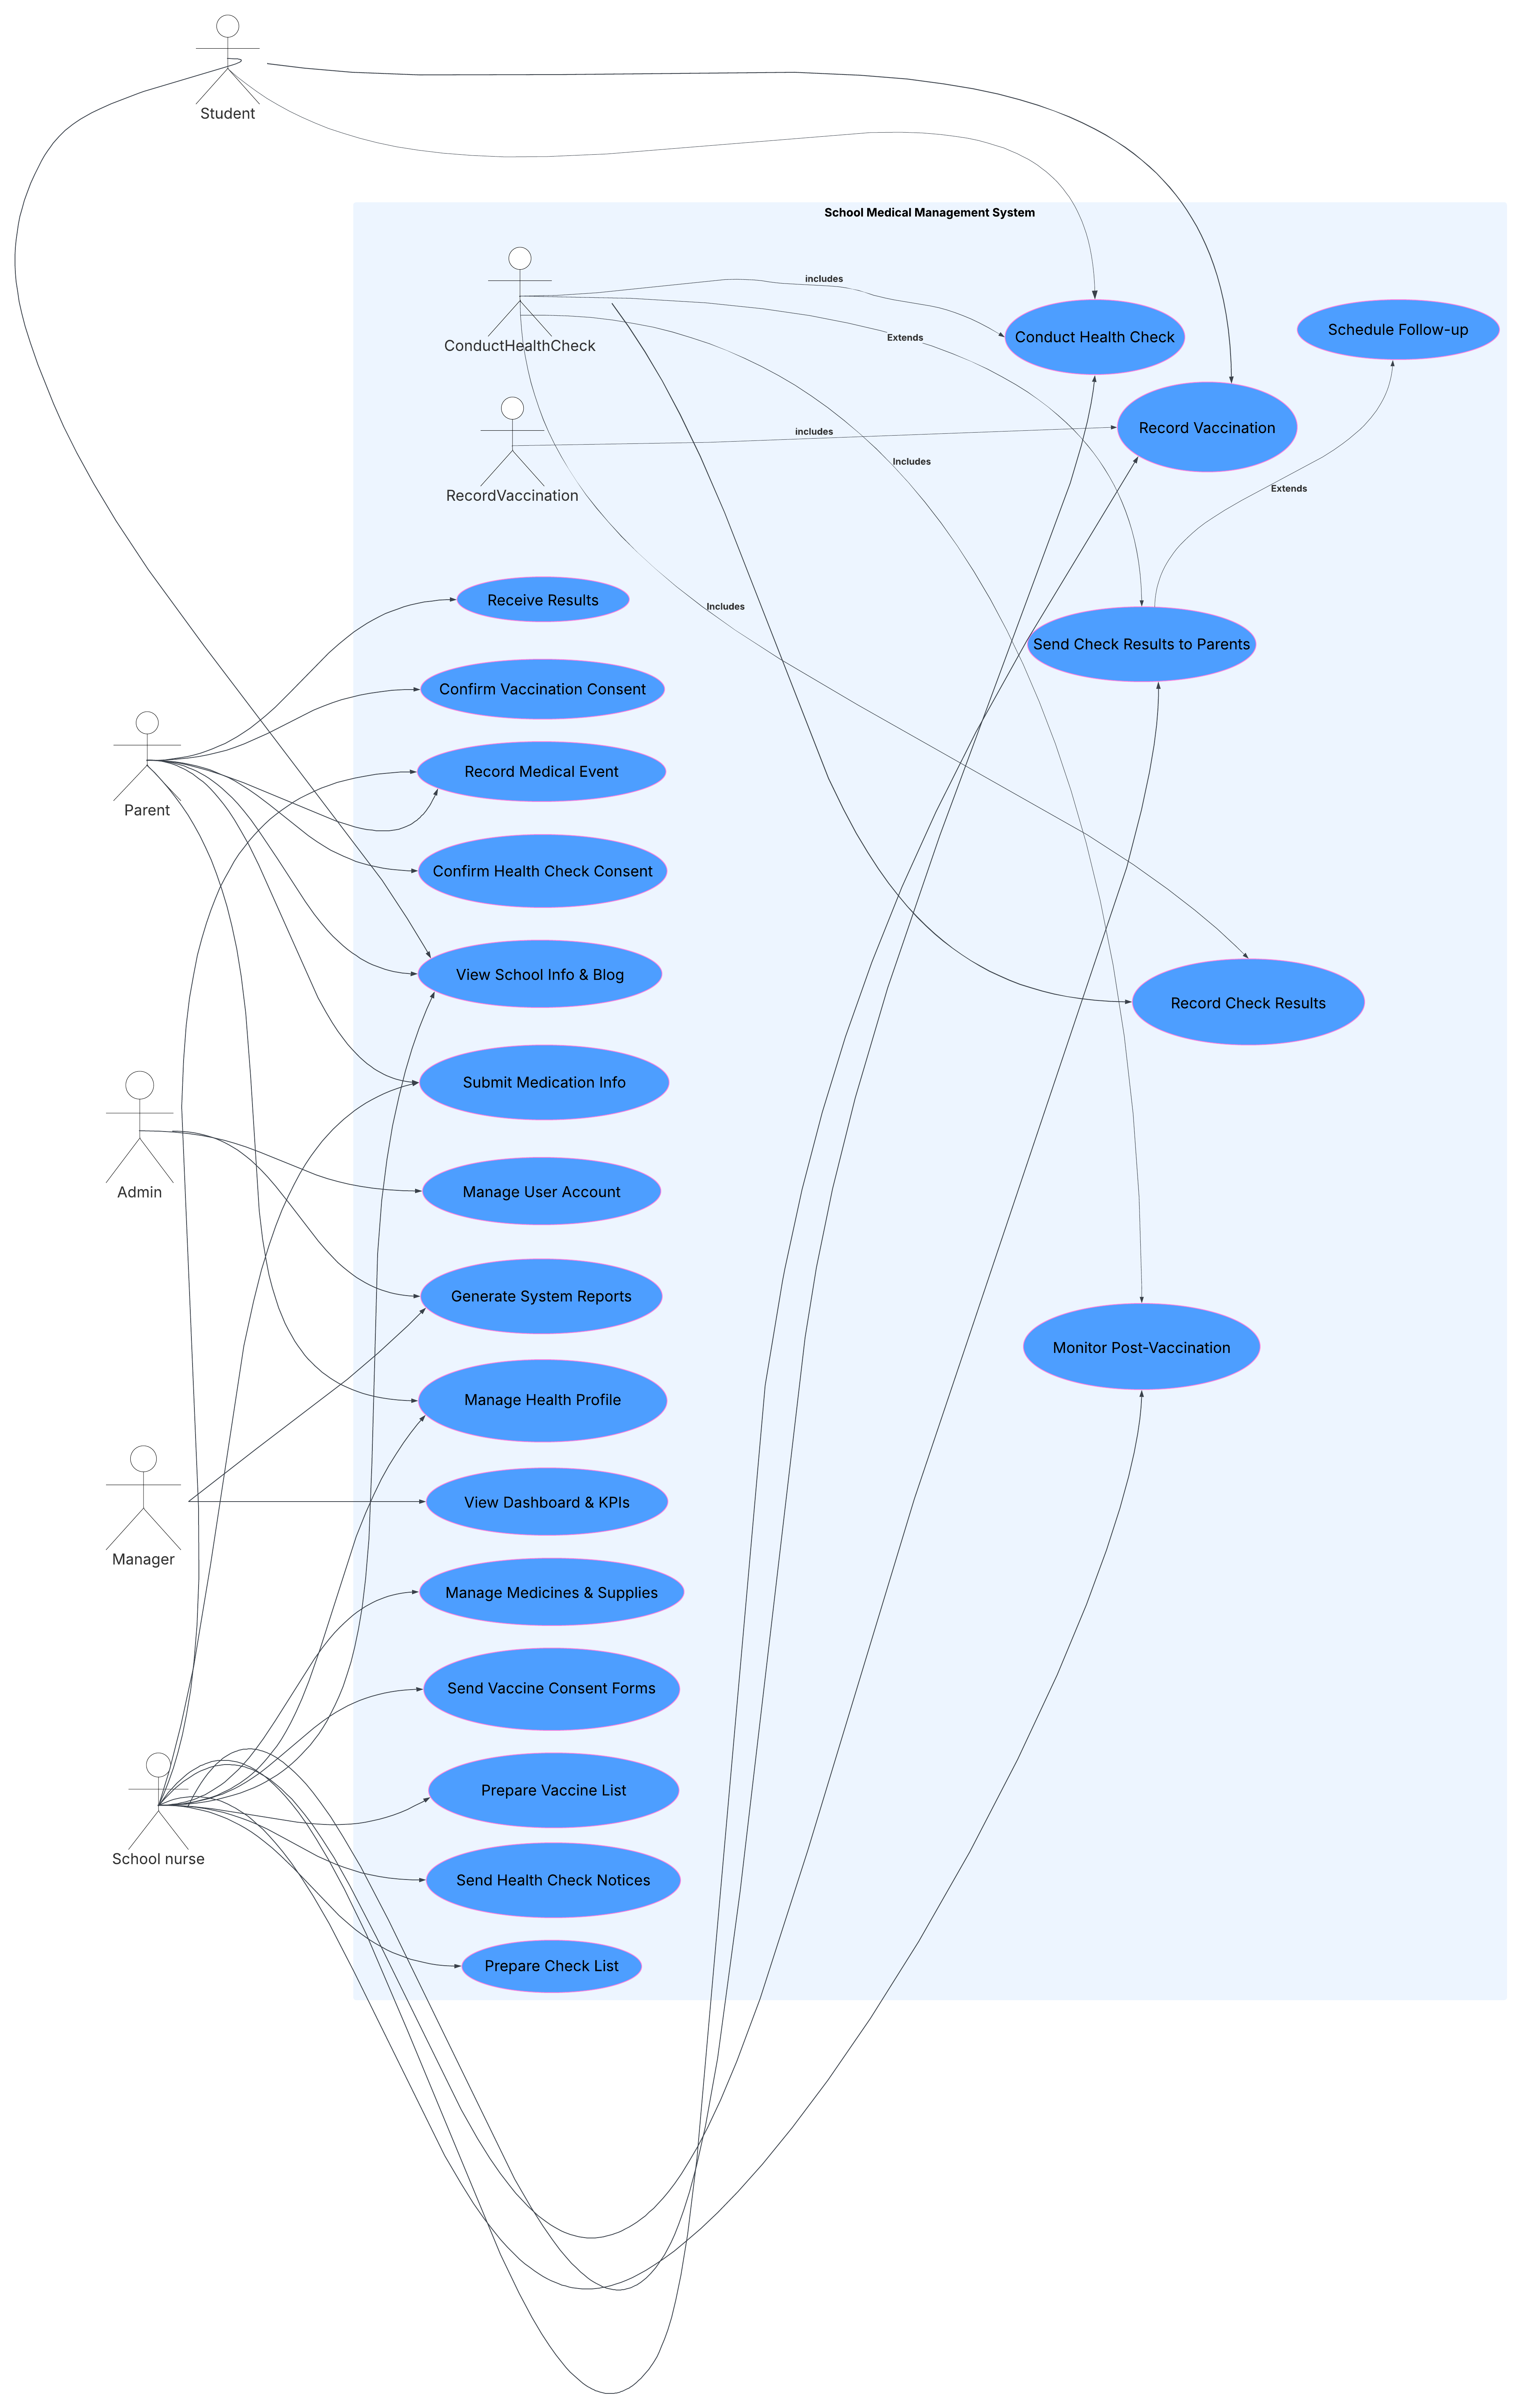 Student
School Medical Management System
includes
Conduct Health Check
Schedule Follow-up
Extends
ConductHealthCheck
Record Vaccination
includes
Includes
Extends
RecordVaccination
Receive Results
Includes
Send Check Results to Parents
Confirm Vaccination Consent
Record Medical Event
Parent
Confirm Health Check Consent
View School Info & Blog
Record Check Results
Submit Medication Info
Admin
Manage User Account
Generate System Reports
Monitor Post-Vaccination
Manage Health Profile
View Dashboard & KPIs
Manager
Manage Medicines & Supplies
Send Vaccine Consent Forms
Prepare Vaccine List
School nurse
Send Health Check Notices
Prepare Check List